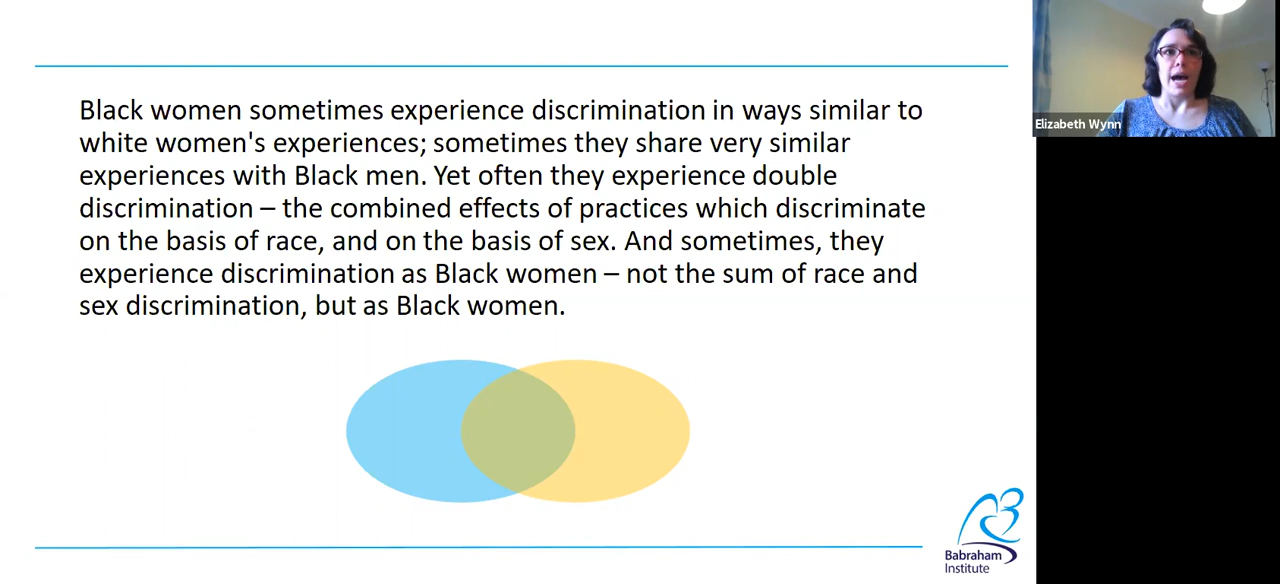 Black women sometimes experience discrimination in ways similar to
white women's experiences; sometimes they share very similar
experiences with Black men. Yet often they experience double
discrimination – the combined effects of practices which discriminate
on the basis of race, and on the basis of sex. And sometimes, they
experience discrimination as Black women – not the sum of race and
sex discrimination, but as Black women.
Elizabeth Wynn
Babraham
Institute